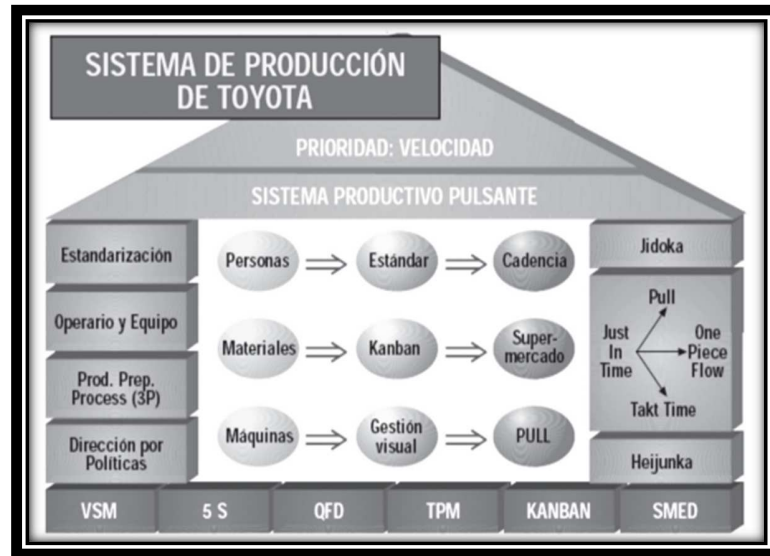 SISTEMA DE PRODUCCIÓN
DE TOYOTA
PRIORIDAD: VELOCIDAD
SISTEMA PRODUCTIVO PULSANTE
Estandarización
Operario y Equipo
Prod. Prep.
Process (3P)
Dirección por
Políticas
Personas
Estándar
Cadencia
Materiales
Kanban
Super-
mercado
Máquinas
Gestión
visual
PULL
Jidoka
Pull
Just
In
Time
One
Piece
Flow
Takt Time
Heijunka
VSM
5 S
QFD
TPM
KANBAN
SMED